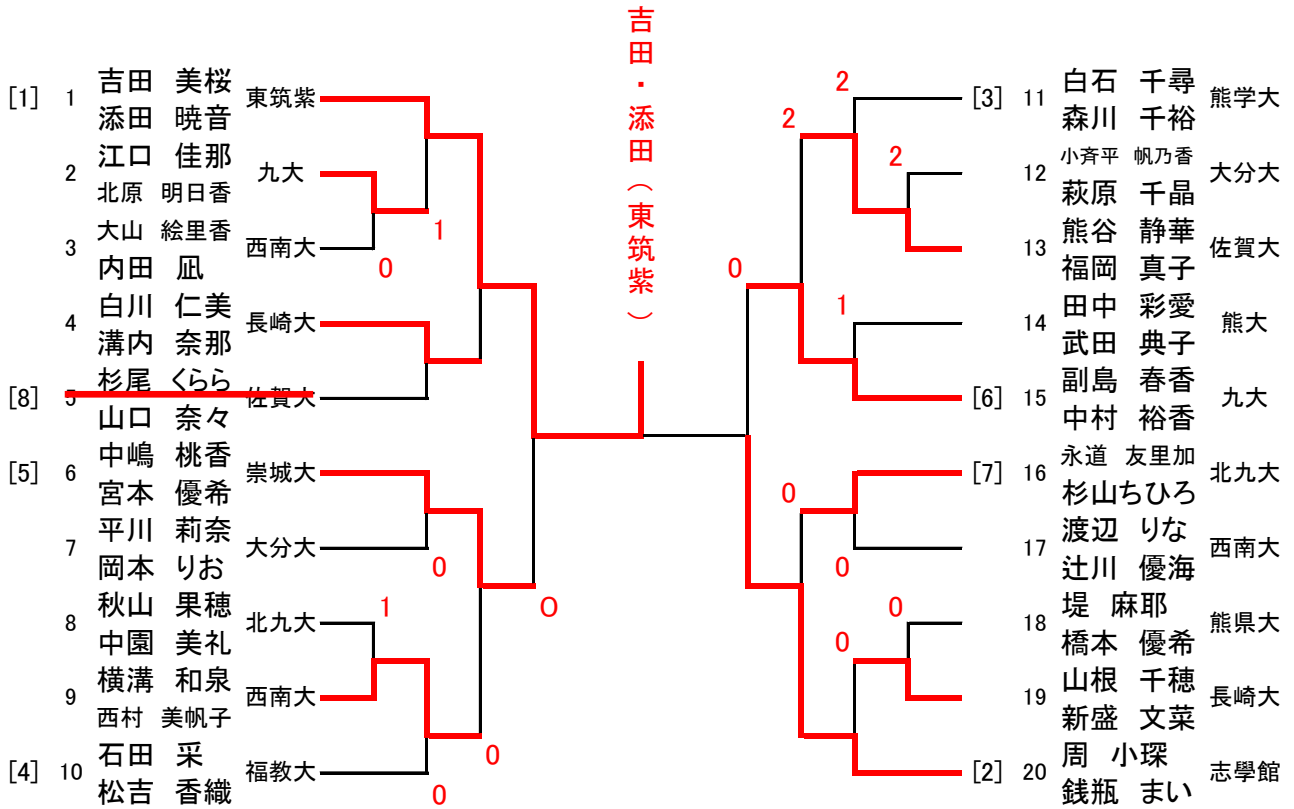 吉田・添田（東筑紫）
[1] 1 吉田 美桜 添田 暁音 東筑紫
2 江口 佳那 北原 明日香 九大
3 大山 絵里香 内田 凪 西南大
1
0
4 白川 仁美 溝内 奈那 長崎大
[8] 5 杉尾 くらら 山口 奈々 佐賀大
[5] 6 中嶋 桃香 宮本 優希 崇城大
7 平川 莉奈 岡本 りお 大分大
0
0
8 秋山 果穂 中園 美礼 北九大
1
9 横溝 和泉 西村 美帆子 西南大
0
[4] 10 石田 采 松吉 香織 福教大
0
2
2
[3] 11 白石 千尋 森川 千裕 熊学大
2
12 小斉平 帆乃香 萩原 千晶 大分大
13 熊谷 静華 福岡 真子 佐賀大
0
1
14 田中 彩愛 武田 典子 熊大
[6] 15 副島 春香 中村 裕香 九大
[7] 16 永道 友里加 杉山ちひろ 北九大
0
17 渡辺 りな 辻川 優海 西南大
0
0
18 堤 麻耶 橋本 優希 熊県大
0
19 山根 千穂 新盛 文菜 長崎大
[2] 20 周 小琛 銭瓶 まい 志學館